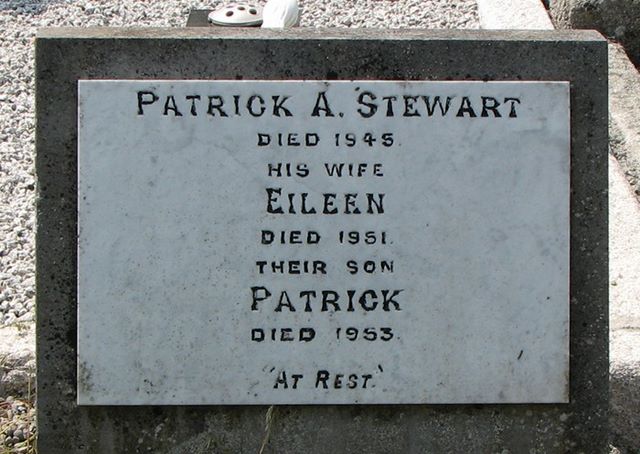 PATRICK A. STEWART
DIED 1945.
HIS WIFE
EILEEN
DIED 1951.
THEIR SON
PATRICK
DIED 1953.
"AT REST."